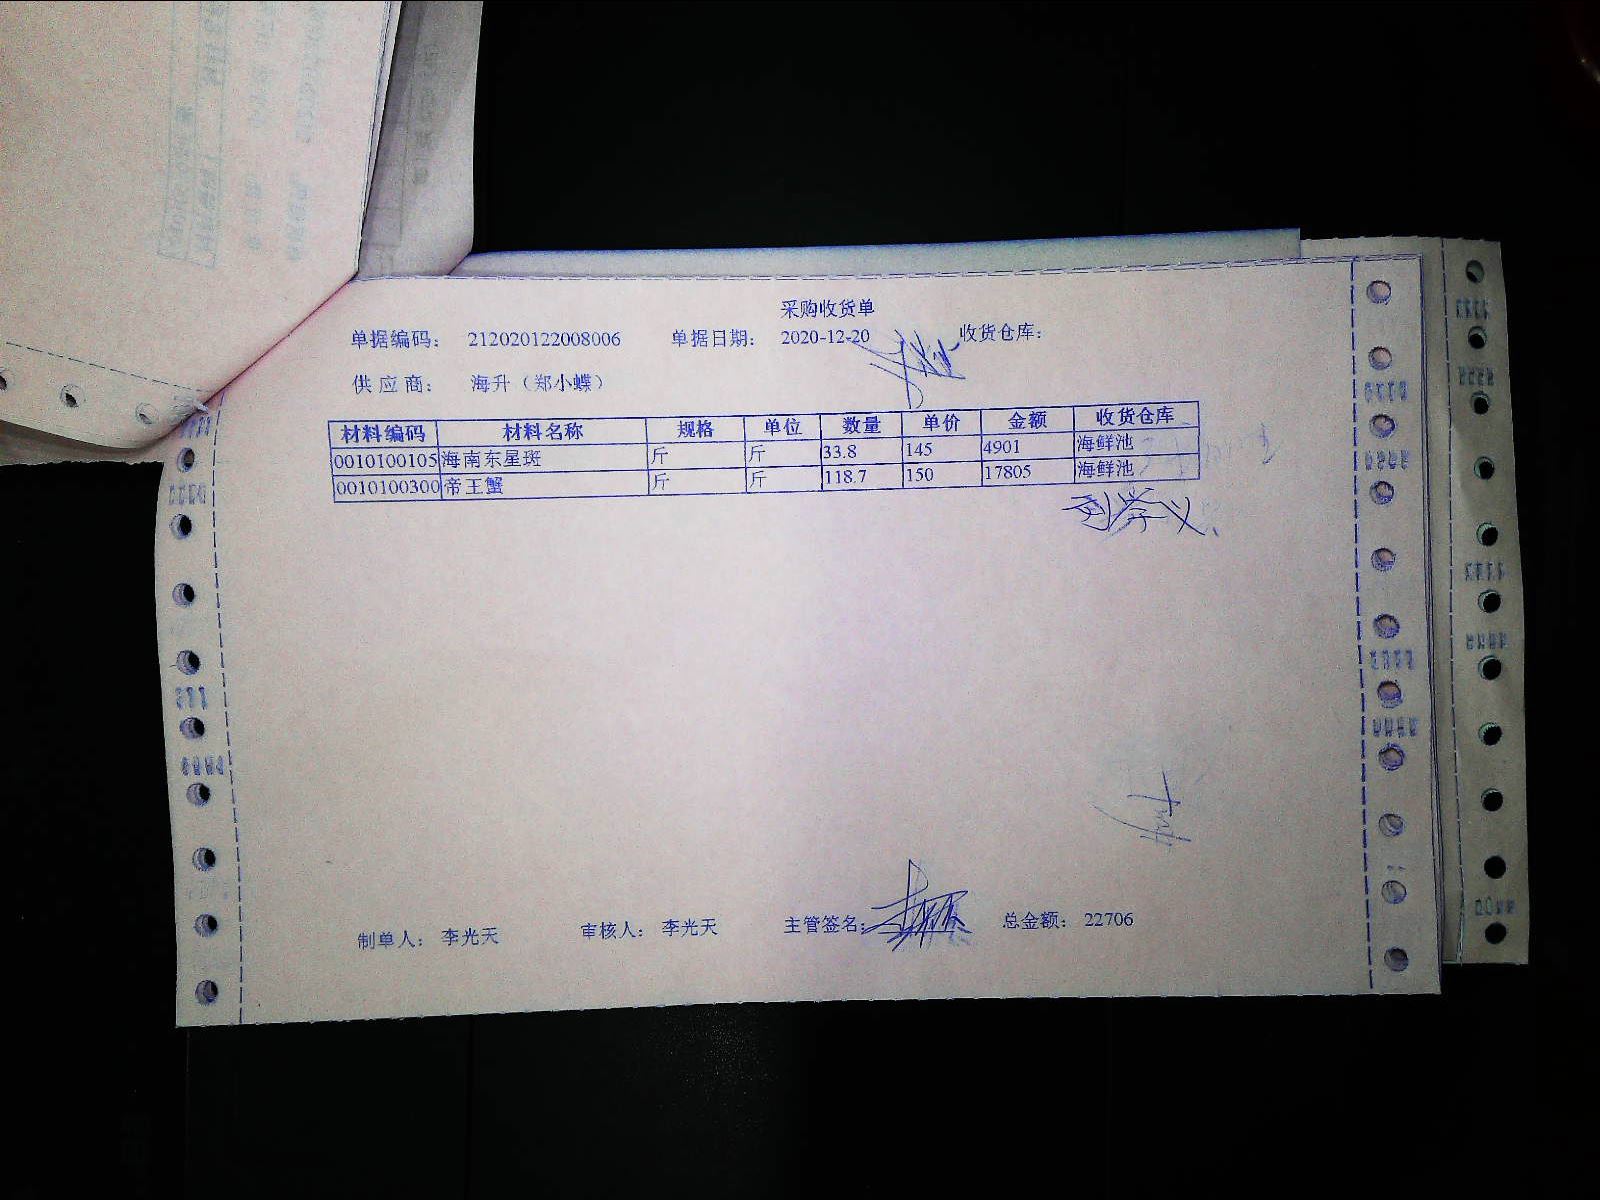 采购收货单
单据编码： 212020122008006 单据日期： 2020-12-20 收货仓库：
供 应 商： 海升（郑小蝶）
材料编码 材料名称 规格 单位 数量 单价 金额 收货仓库
0010100105 海南东星斑 斤 斤 33.8 145 4901 海鲜池
0010100300 帝王蟹 斤 斤 118.7 150 17805 海鲜池
制单人： 李光天 审核人： 李光天 主管签名： 总金额： 22706